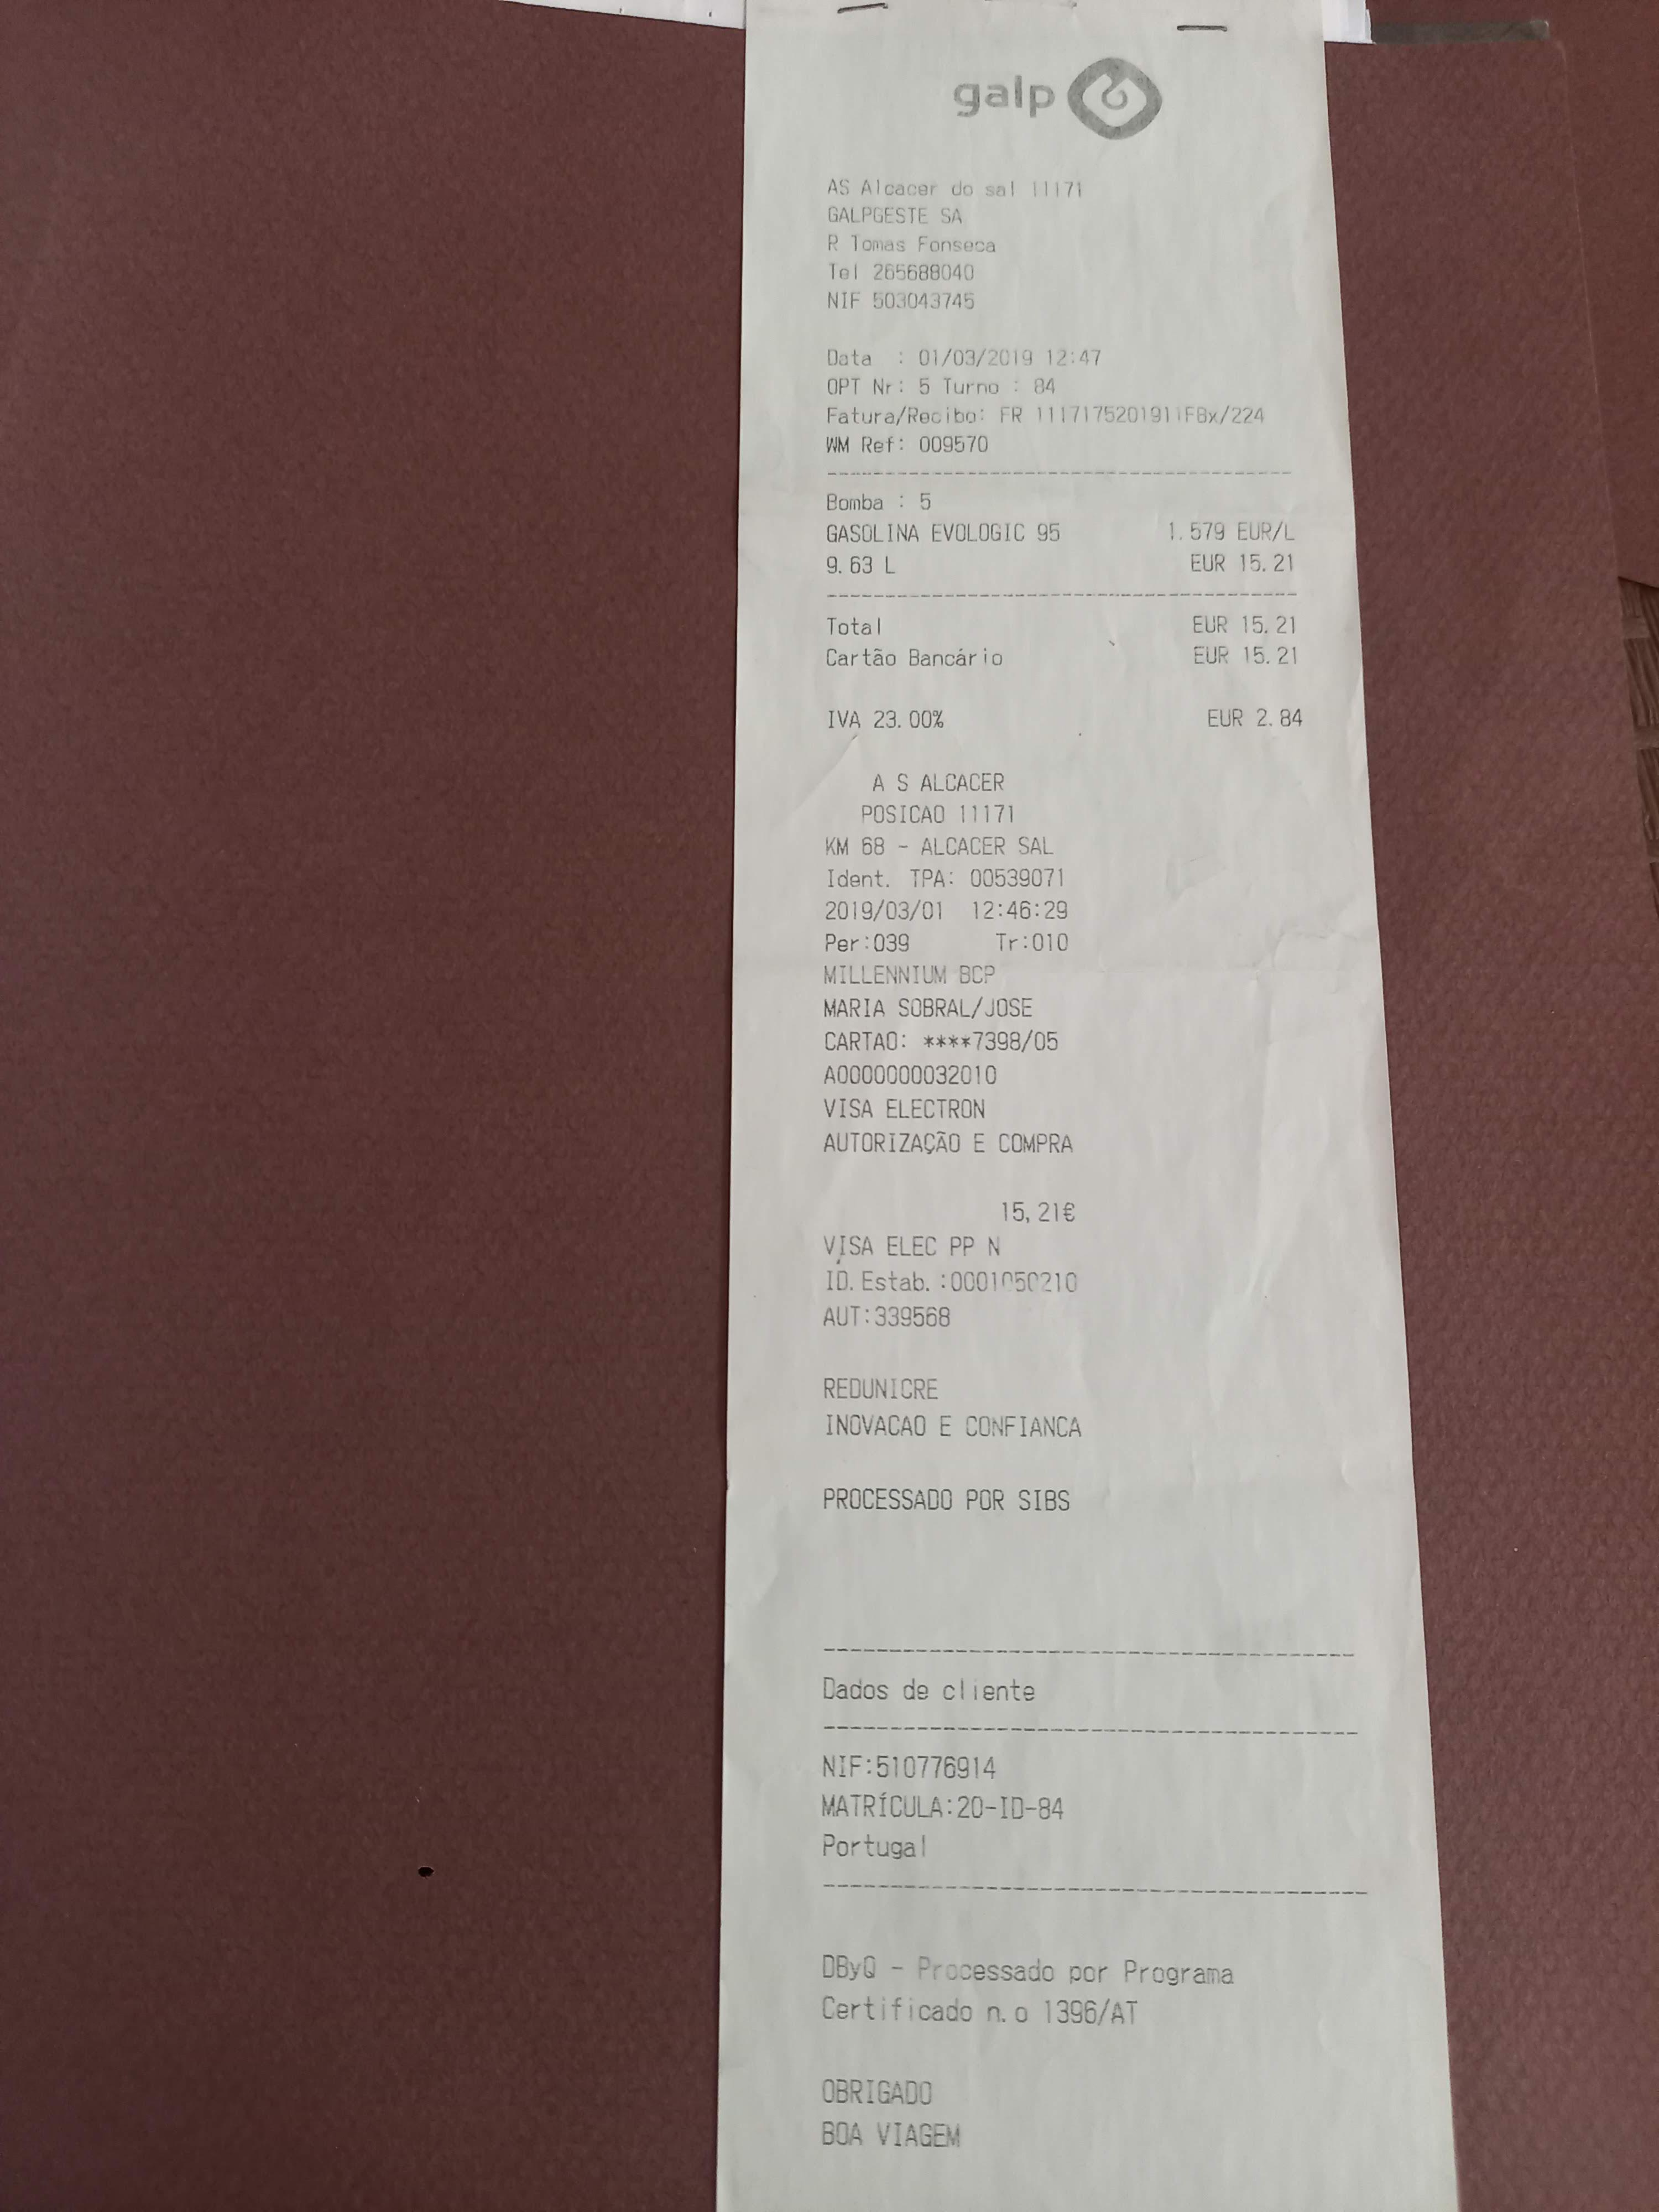 galp
AS Alcacer do sal 11171
GALPGESTE SA
R Tomas Fonseca
Tel 265688040
NIF 503043745
Data : 01/03/2019 12:47
OPT Nr: 5 Turno : 84
Fatura/Recibo: FR
WM Ref: 009570
Bomba : 5
GASOLINA EVOLOGIC 95 1.579 EUR/L
9.63 L EUR 15.21
Total EUR 15.21
Cartão Bancário EUR 15.21
IVA 23.00% EUR 2.84
A S ALCACER
POSICAO 11171
KM 68 - ALCACER SAL
Ident. TPA: 00539071
2019/03/01 12:46:29
Per:039 Tr:010
MILLENNIUM BCP
MARIA SOBRAL/JOSE
CARTAO: ****7398/05
A0000000032010
VISA ELECTRON
AUTORIZAÇÃO E COMPRA
15,21€
VISA ELEC PP N
ID.Estab.:0001050210
AUT:339568
REDUNICRE
INOVACAO E CONFIANCA
PROCESSADO POR SIBS
Dados de cliente
NIF:510776914
MATRÍCULA:20-ID-84
Portugal
DByQ - Processado por Programa
Certificado n.o 1396/AT
OBRIGADO
BOA VIAGEM